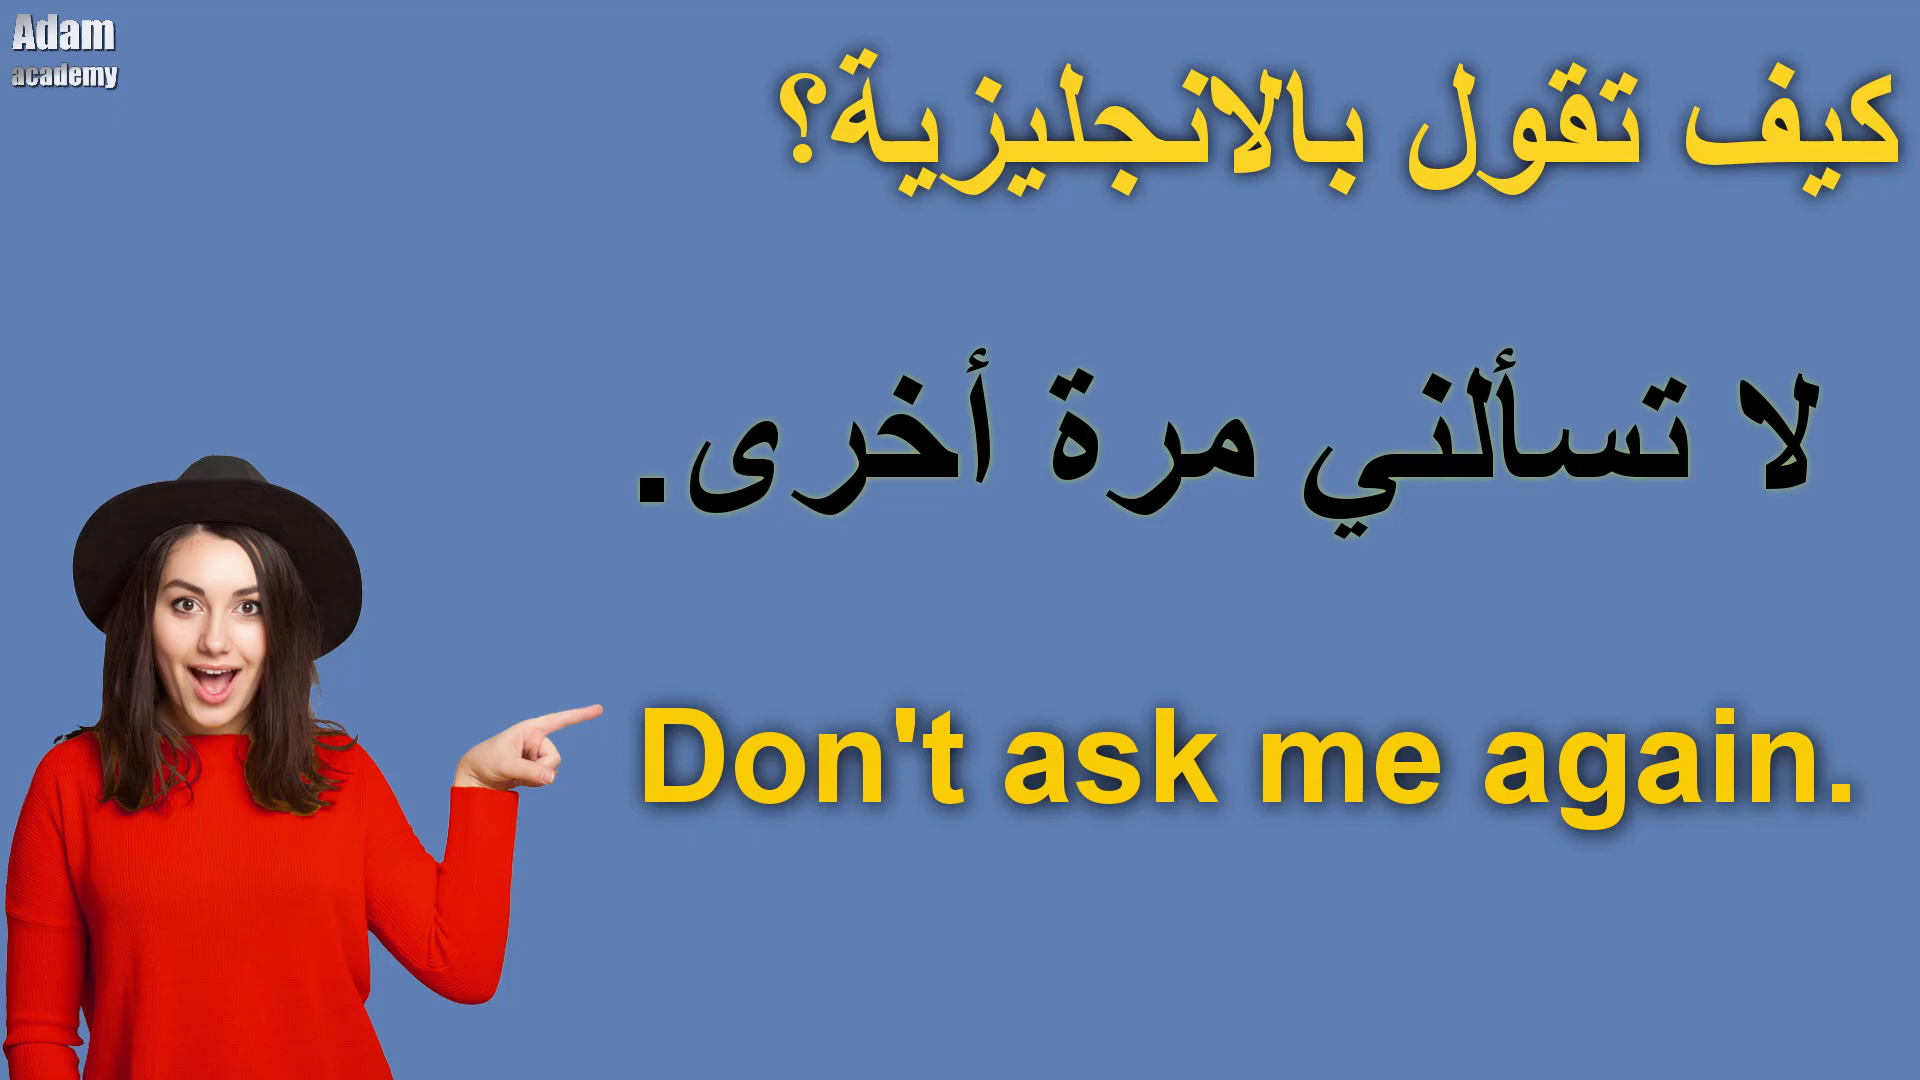 Adam
academy
كيف تقول بالانجليزية؟
لا تسألني مرة أخرى.
Don't ask me again.